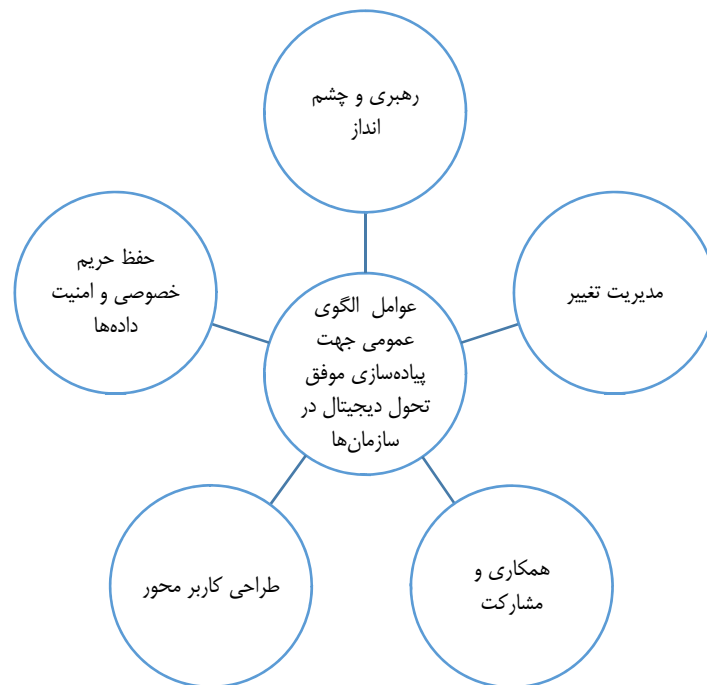 رهبری و چشم
انداز
مدیریت تغییر
حفظ حریم
خصوصی و امنیت
داده‌ها
عوامل الگوی
عمومی جهت
پیاده‌سازی موفق
تحول دیجیتال در
سازمان‌ها
همکاری و
مشارکت
طراحی کاربر محور